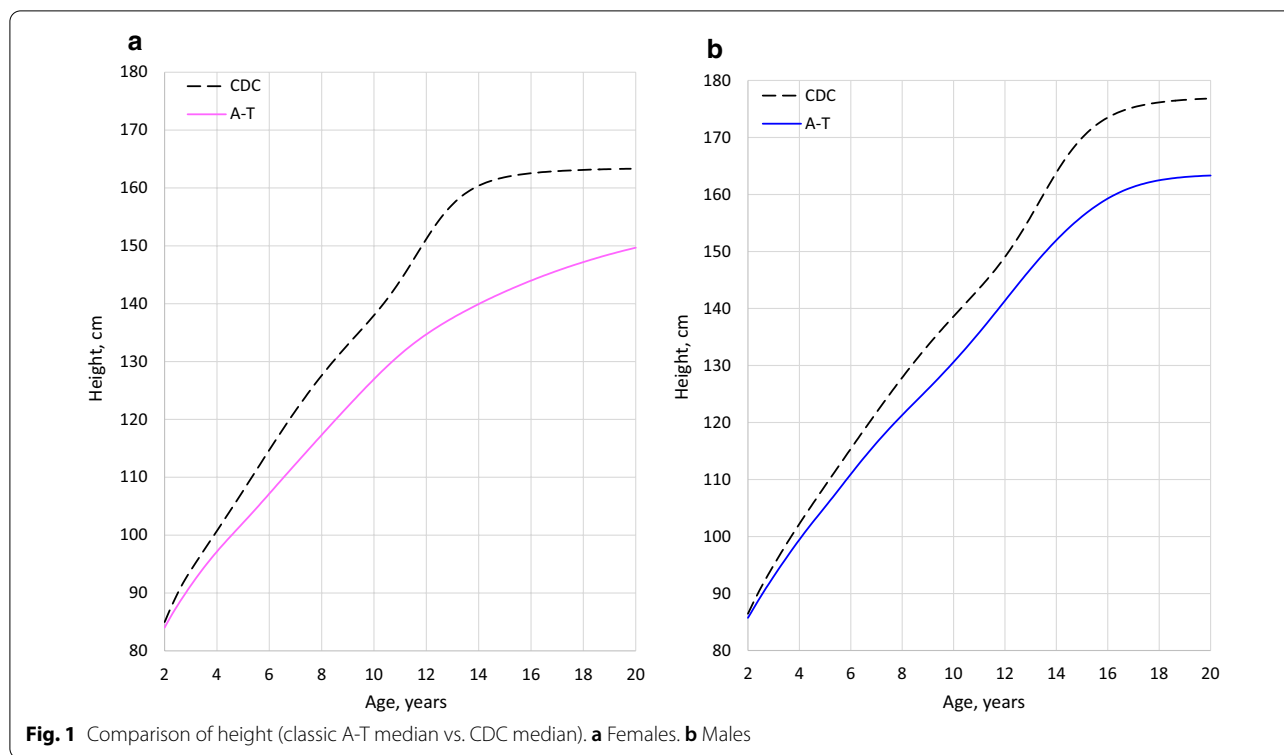 a
180
170
160
150
140
130
120
110
100
90
80
Height, cm
CDC
A-T
2 4 6 8 10 12 14 16 18 20
Age, years
b
180
170
160
150
140
130
120
110
100
90
80
Height, cm
CDC
A-T
2 4 6 8 10 12 14 16 18 20
Age, years
Fig. 1 Comparison of height (classic A-T median vs. CDC median). a Females. b Males